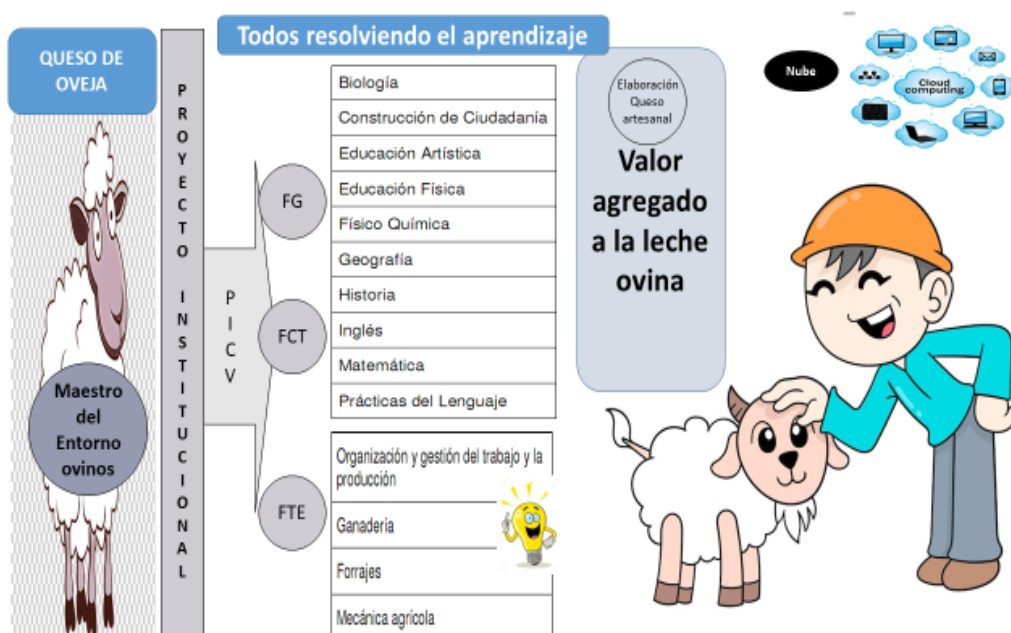 Todos resolviendo el aprendizaje
QUESO DE
OVEJA
Maestro
del
Entorno
ovinos
PROYECTO INSTITUCIONAL
PICV
FG
FCT
FTE
Biología
Construcción de Ciudadanía
Educación Artística
Educación Física
Físico Química
Geografía
Historia
Inglés
Matemática
Prácticas del Lenguaje
Organización y gestión del trabajo y la
producción
Ganadería
Forrajes
Mecánica agrícola
Elaboración
Queso
artesanal
Valor
agregado
a la leche
ovina
Nube
Cloud
computing